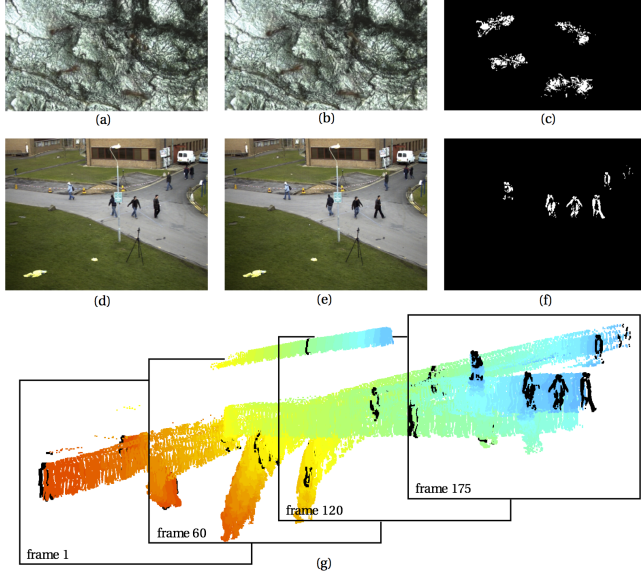 (a)
(b)
(c)
(d)
(e)
(f)
frame 1
frame 60
frame 120
frame 175
(g)